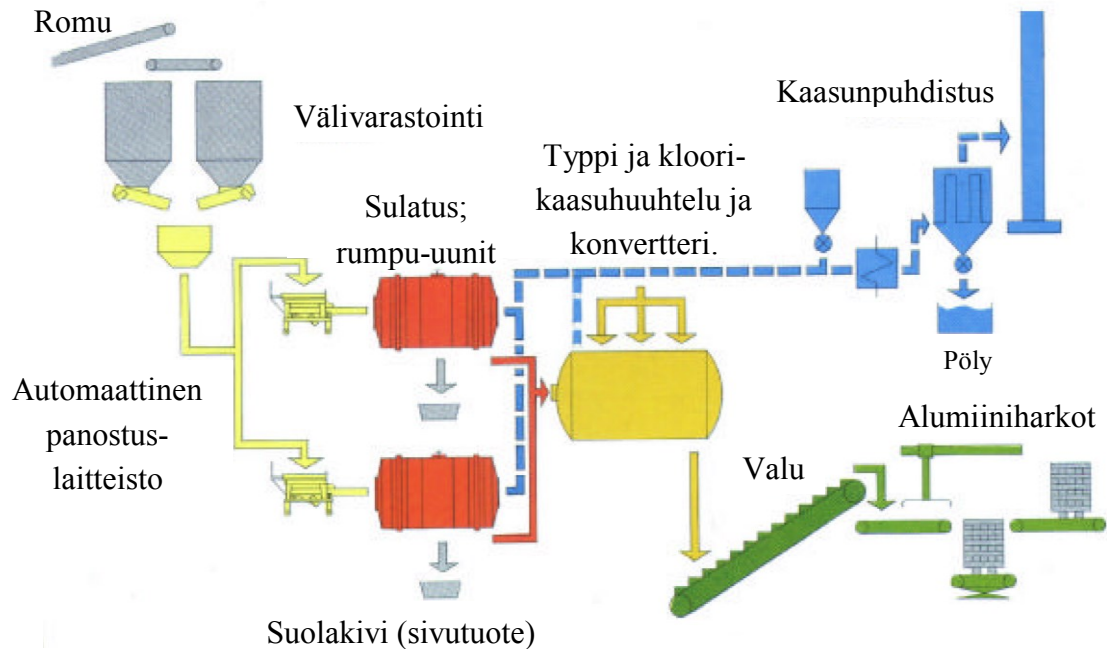 Romu
Välivarastointi
Kaasunpuhdistus
Typpi ja kloori-
kaasuhuuhtelu ja
konvertteri.
Sulatus;
rumpu-uunit
Pöly
Automaattinen
panostus-
laitteisto
Alumiiniharkot
Valu
Suolakivi (sivutuote)